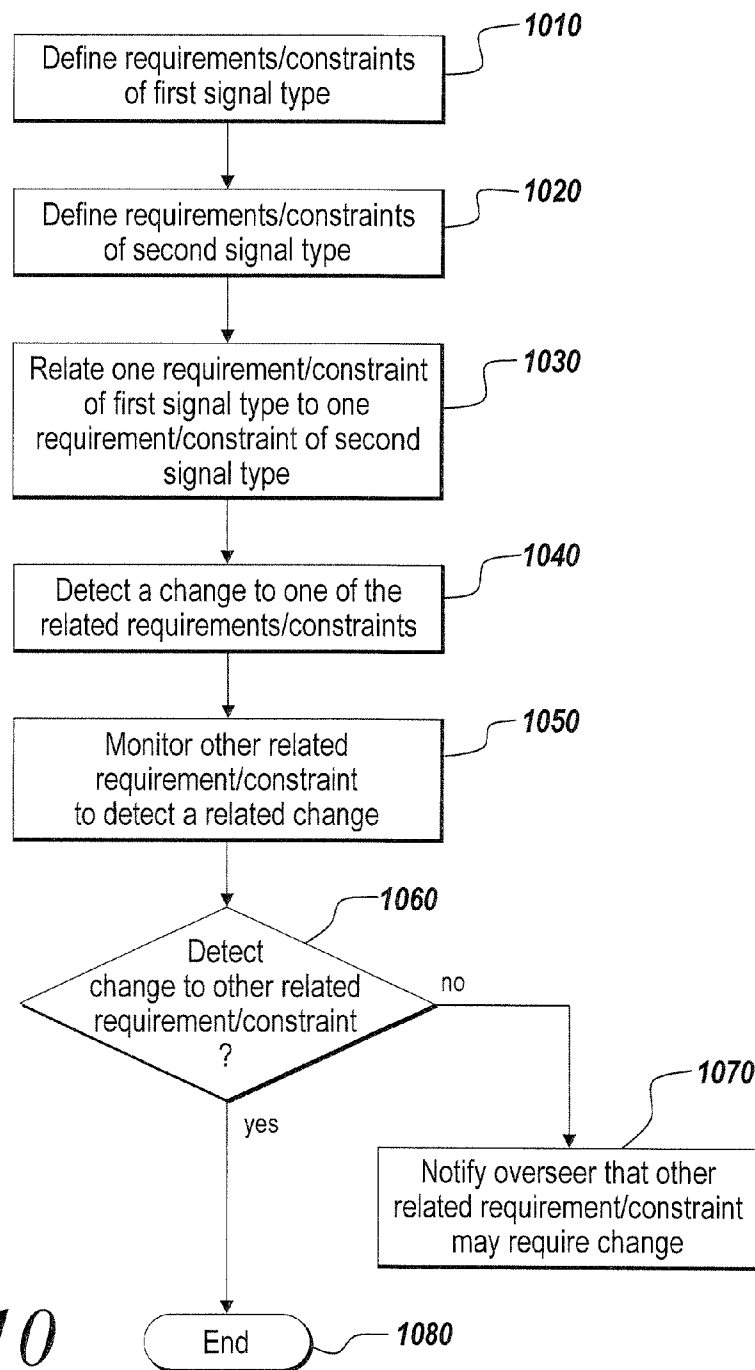 1010
Define requirements/constraints
of first signal type
1020
Define requirements/constraints
of second signal type
1030
Relate one requirement/constraint
of first signal type to one
requirement/constraint of second
signal type
1040
Detect a change to one of the
related requirements/constraints
1050
Monitor other related
requirement/constraint
to detect a related change
1060
Detect
change to other related
requirement/constraint
?
no
yes
1070
Notify overseer that other
related requirement/constraint
may require change
10
End
1080